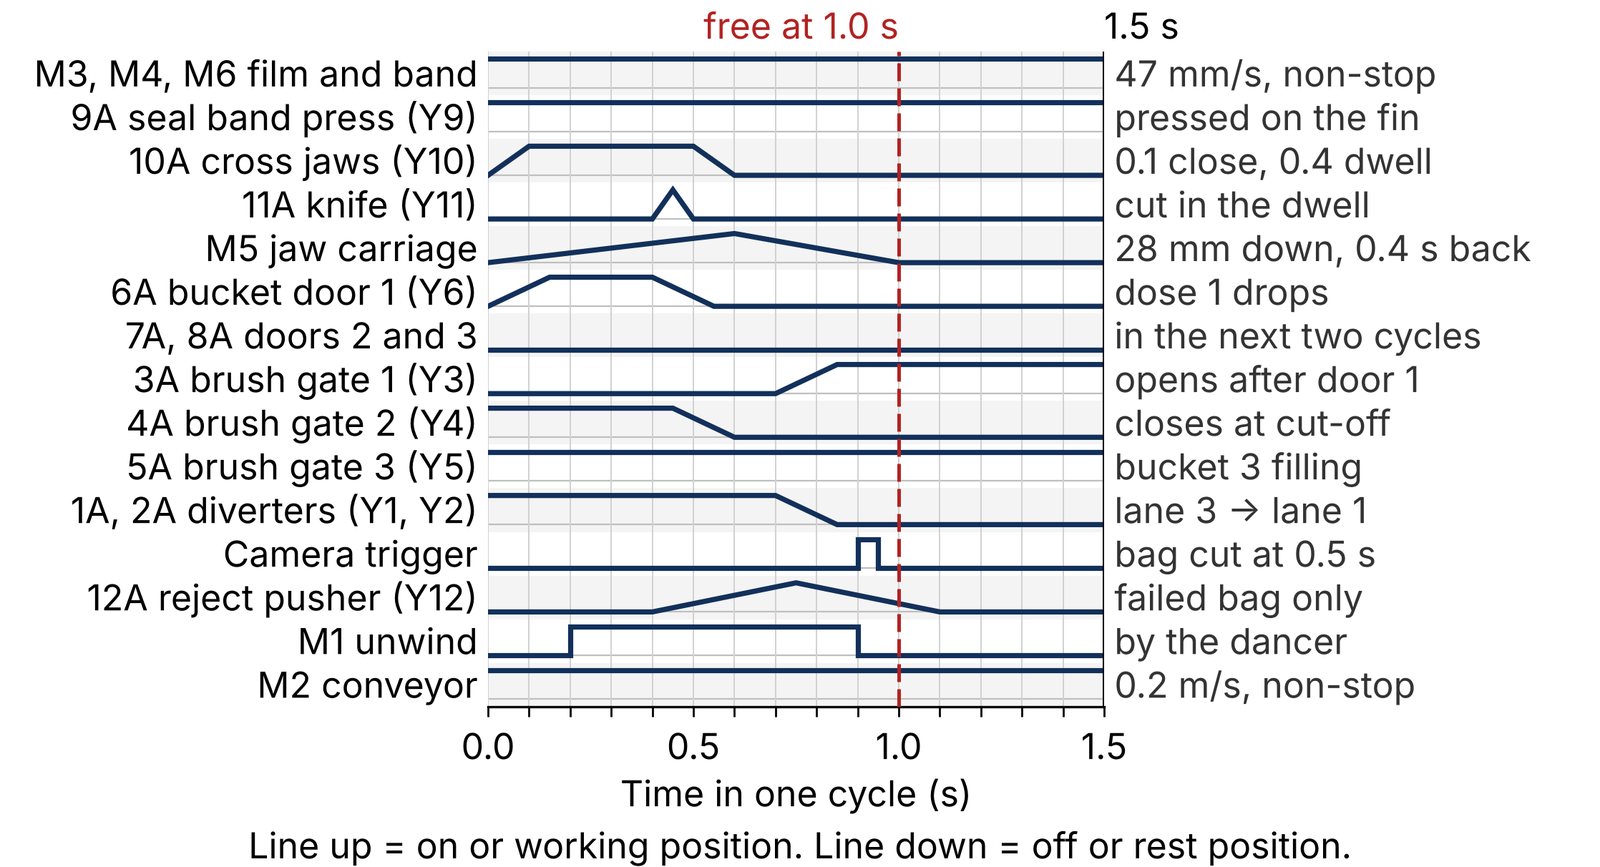 free at 1.0 s 1.5 s
M3, M4, M6 film and band 47 mm/s, non-stop
9A seal band press (Y9) pressed on the fin
10A cross jaws (Y10) 0.1 close, 0.4 dwell
11A knife (Y11) cut in the dwell
M5 jaw carriage 28 mm down, 0.4 s back
6A bucket door 1 (Y6) dose 1 drops
7A, 8A doors 2 and 3 in the next two cycles
3A brush gate 1 (Y3) opens after door 1
4A brush gate 2 (Y4) closes at cut-off
5A brush gate 3 (Y5) bucket 3 filling
1A, 2A diverters (Y1, Y2) lane 3 → lane 1
Camera trigger bag cut at 0.5 s
12A reject pusher (Y12) failed bag only
M1 unwind by the dancer
M2 conveyor 0.2 m/s, non-stop
0.0 0.5 1.0 1.5
Time in one cycle (s)
Line up = on or working position. Line down = off or rest position.